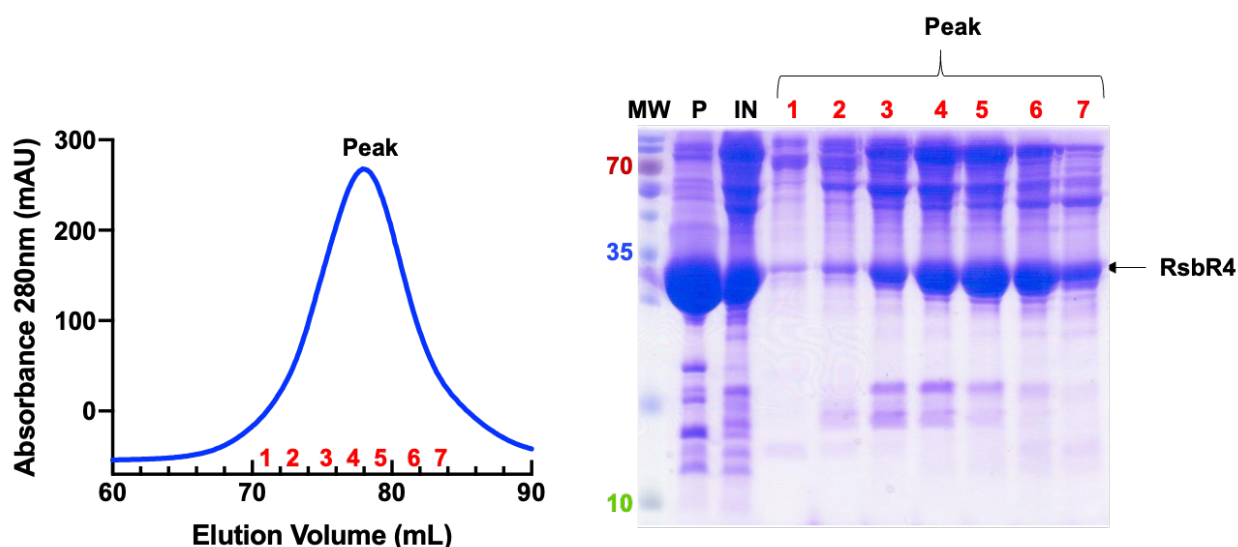 Absorbance 280nm (mAU)
300
200
100
0
Peak
1 2 3 4 5 6 7
60 70 80 90
Elution Volume (mL)
Peak
MW P IN 1 2 3 4 5 6 7
70
35
RsbR4
10